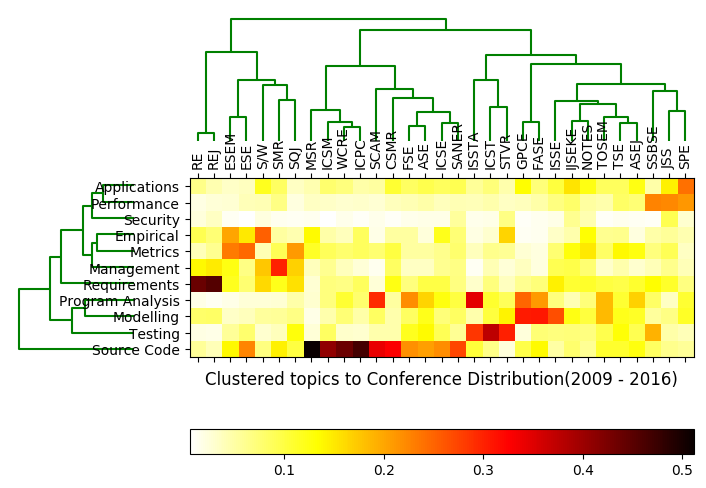 RE REJ ESEM ESE S/W SMR SQJ MSR ICSM WCRE ICPC SCAM CSMR FSE ASE ICSE SANER ISSTA ICST STVR GPCE FASE ISSE IJSEKE NOTES TOSEM TSE ASEJ SSBSE JSS SPE
Applications
Performance
Security
Empirical
Metrics
Management
Requirements
Program Analysis
Modelling
Testing
Source Code
Clustered topics to Conference Distribution(2009 - 2016)
0.1 0.2 0.3 0.4 0.5